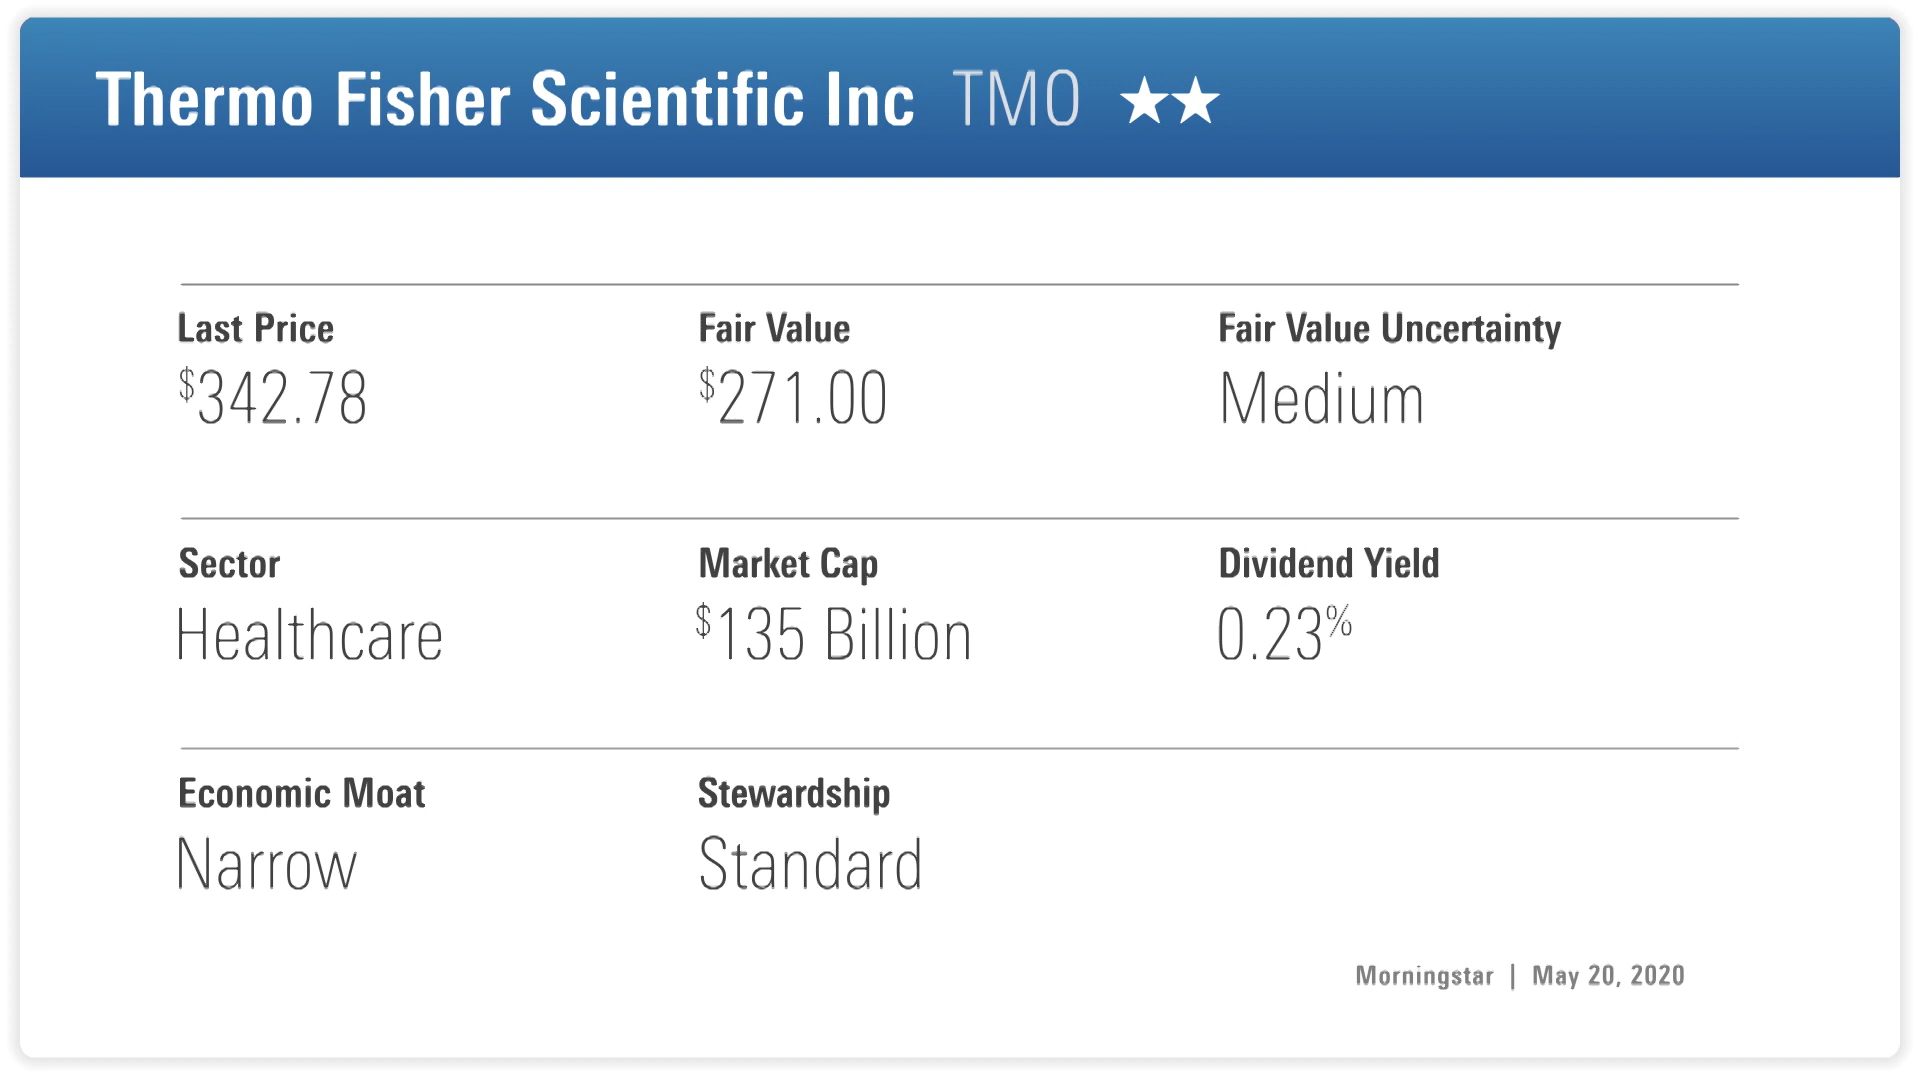 Thermo Fisher Scientific Inc TMO ★★
Last Price Fair Value Fair Value Uncertainty
$342.78 $271.00 Medium
Sector Market Cap Dividend Yield
Healthcare $135 Billion 0.23%
Economic Moat Stewardship
Narrow Standard
Morningstar | May 20, 2020